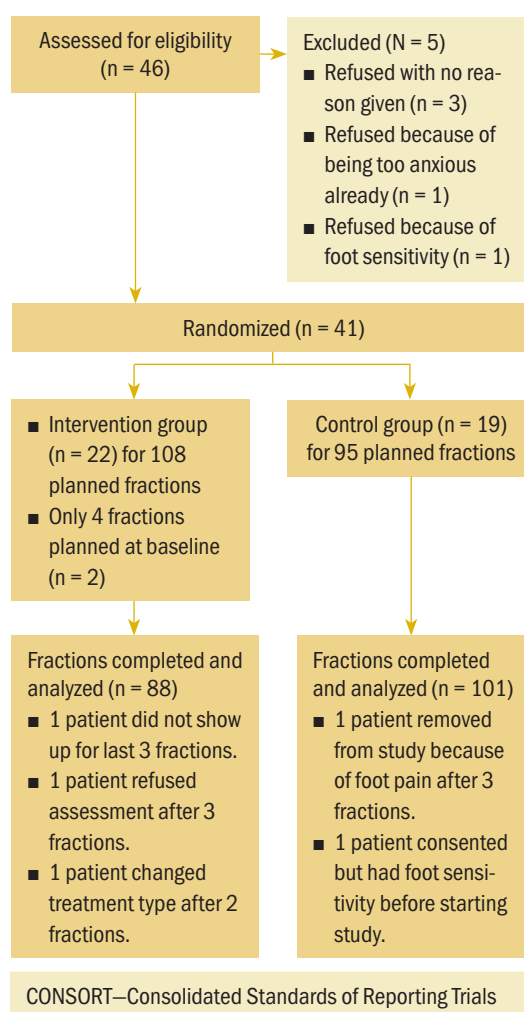 Assessed for eligibility
(n = 46)
Excluded (N = 5)
■ Refused with no rea-
son given (n = 3)
■ Refused because of
being too anxious
already (n = 1)
■ Refused because of
foot sensitivity (n = 1)
Randomized (n = 41)
■ Intervention group
(n = 22) for 108
planned fractions
■ Only 4 fractions
planned at baseline
(n = 2)
Control group (n = 19)
for 95 planned fractions
Fractions completed and
analyzed (n = 88)
■ 1 patient did not show
up for last 3 fractions.
■ 1 patient refused
assessment after 3
fractions.
■ 1 patient changed
treatment type after 2
fractions.
Fractions completed
and analyzed (n = 101)
■ 1 patient removed
from study because
of foot pain after 3
fractions.
■ 1 patient consented
but had foot sensi-
tivity before starting
study.
CONSORT—Consolidated Standards of Reporting Trials